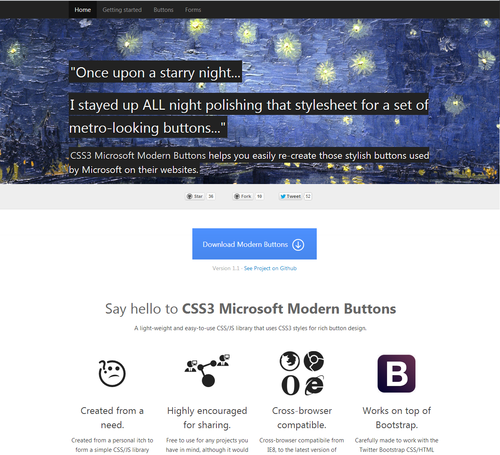 Home Getting started Buttons Forms
"Once upon a starry night...
I stayed up ALL night polishing that stylesheet for a set of
metro-looking buttons..."
CSS3 Microsoft Modern Buttons helps you easily re-create those stylish buttons used
by Microsoft on their websites.
Star 26 Fork 10 Tweet 12
Download Modern Buttons
Version 1.3 - See Project on Github
Say hello to CSS3 Microsoft Modern Buttons
A light-weight and easy-to-use CSS/JS library that uses CSS3 styles for rich button design.
B
Created from a
need.
Highly encouraged
for sharing.
Cross-browser
compatible.
Works on top of
Bootstrap.
Created from a personal itch to
form a simple CSS/JS library
Free to use for any projects you
have in mind, although it would
Cross-browser compatibile from
IE8, to the latest version of
Carefully made to work with the
Twitter Bootstrap CSS/HTML